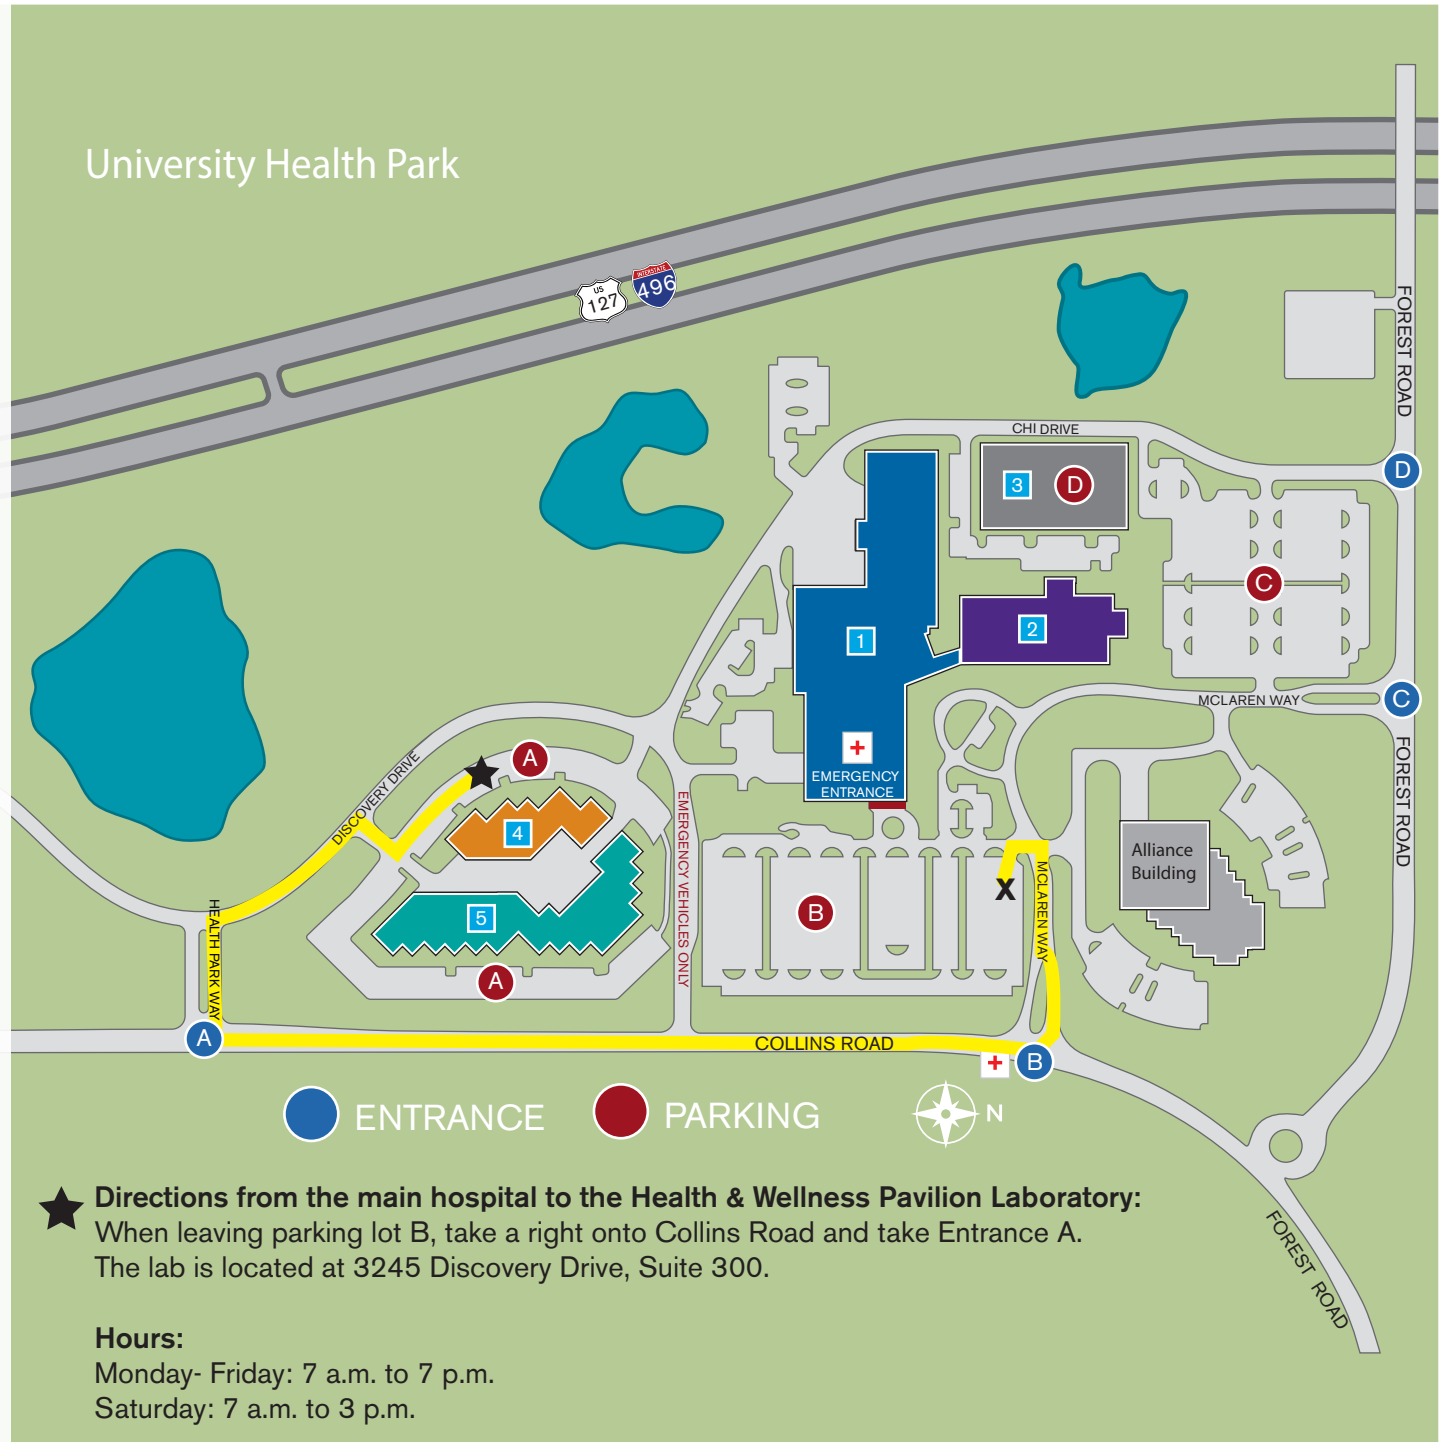 University Health Park
US
127
INTERSTATE
496
FOREST ROAD
CHI DRIVE
D
3
D
C
1
2
MCLAREN WAY
C
FOREST ROAD
EMERGENCY
ENTRANCE
A
DISCOVERY DRIVE
4
EMERGENCY VEHICLES ONLY
Alliance
Building
X
MCLAREN WAY
B
5
HEALTH PARK WAY
A
A
COLLINS ROAD
B
ENTRANCE
PARKING
N
FOREST ROAD
Directions from the main hospital to the Health & Wellness Pavilion Laboratory:
When leaving parking lot B, take a right onto Collins Road and take Entrance A.
The lab is located at 3245 Discovery Drive, Suite 300.
Hours:
Monday- Friday: 7 a.m. to 7 p.m.
Saturday: 7 a.m. to 3 p.m.